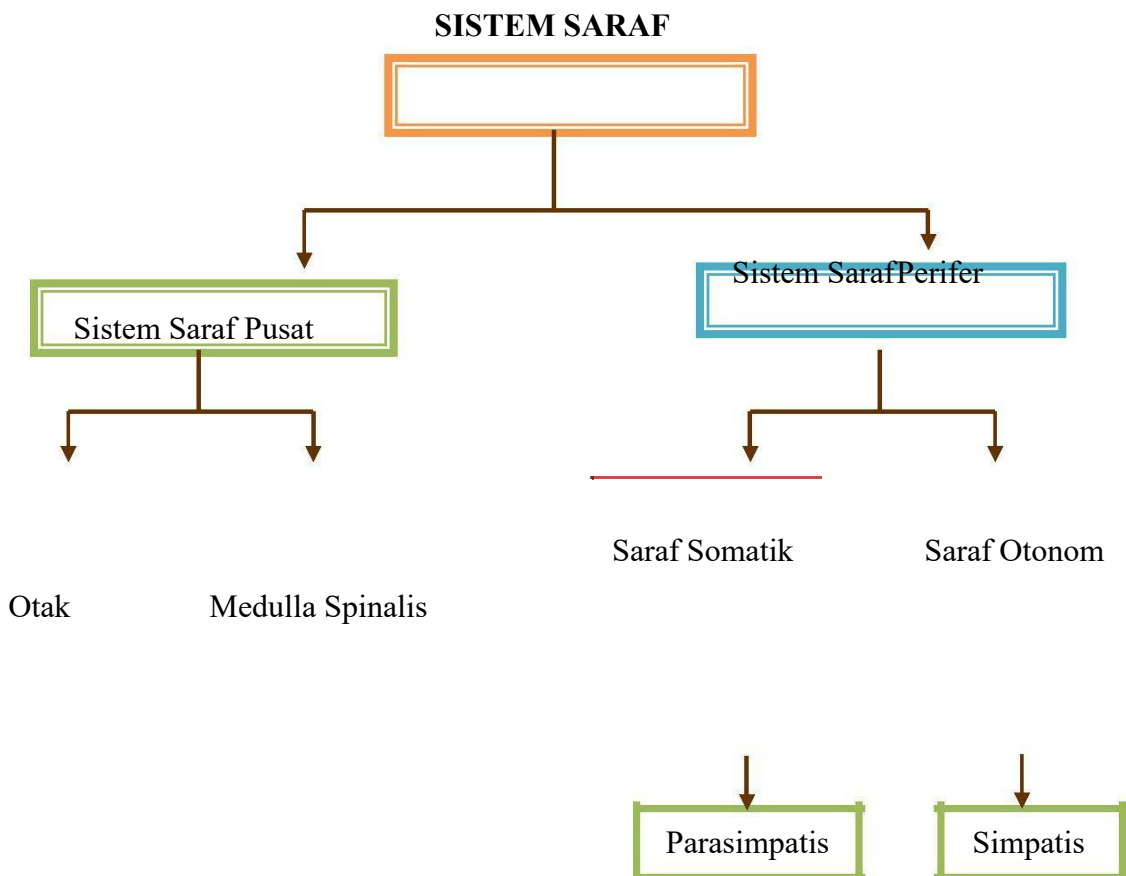 SISTEM SARAF
Sistem SarafPerifer
Sistem Saraf Pusat
Saraf Somatik
Saraf Otonom
Otak
Medulla Spinalis
Parasimpatis
Simpatis